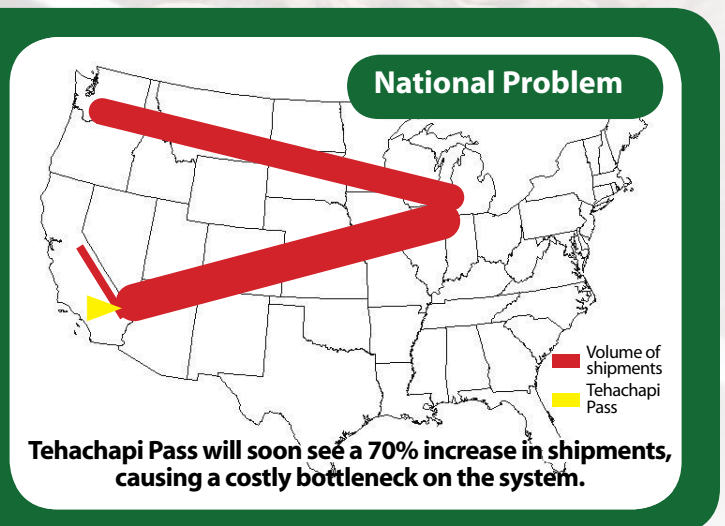 National Problem
Volume of
shipments
Tehachapi
Pass
Tehachapi Pass will soon see a 70% increase in shipments,
causing a costly bottleneck on the system.